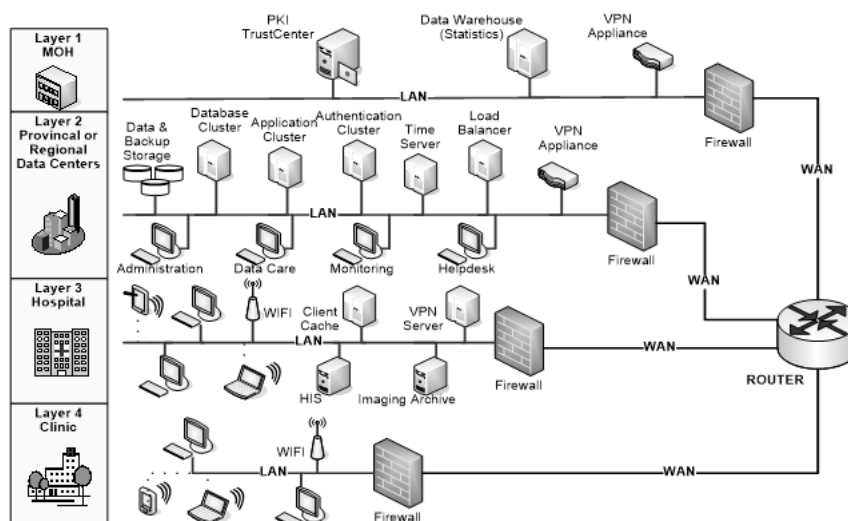 Layer 1
MOH
PKI
TrustCenter
Data Warehouse
(Statistics)
VPN
Appliance
LAN
Firewall
WAN
Layer 2
Provincal or
Regional
Data Centers
Data &
Backup
Storage
Database
Cluster
Application
Cluster
Authentication
Cluster
Time
Server
Load
Balancer
VPN
Appliance
LAN
Firewall
WAN
Administration
Data Care
Monitoring
Helpdesk
Layer 3
Hospital
WIFI
Client
Cache
VPN
Server
LAN
Firewall
WAN
ROUTER
HIS
Imaging Archive
Layer 4
Clinic
WIFI
LAN
Firewall
WAN